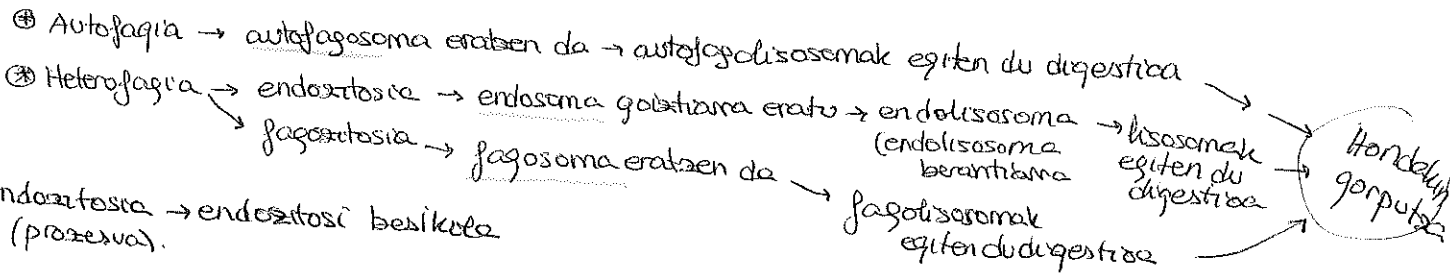 ⊛ Autofagia → autofagosoma eratzen da → autofagolisosomak egiten du digestioa
⊛ Heterofagia → endozitosia → endosoma goiztiarra eratu → endolisosoma → lisosomak
(endolisosoma egiten du
berantiarra digestioa
→ fagozitosia → fagosoma eratzen da → fagolisosomak
egiten du digestioa
Hondakin
gorputza
ndozitosia → endozitosi besikula
(prozesua).